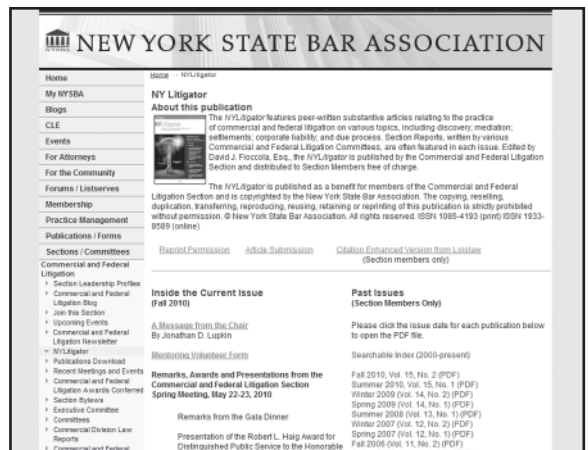 NYSBA
NEW YORK STATE BAR ASSOCIATION
Home
My NYSBA
Blogs
CLE
Events
For Attorneys
For the Community
Forums / Listserves
Membership
Practice Management
Publications / Forms
Sections / Committees
Commercial and Federal
Litigation
Section Leadership Profiles
Commercial and Federal
Litigation Blog
Join this Section
Upcoming Events
Commercial and Federal
Litigation Newsletter
NYLitigator
Publications Download
Recent Meetings and Events
Commercial and Federal
Litigation Awards Conferred
Section Bylaws
Executive Committee
Committees
Commercial Division Law
Reports
Commercial and Federal
Home → NYLitigator
NY Litigator
About this publication
The NYLitigator features peer-written substantive articles relating to the practice
of commercial and federal litigation on various topics, including discovery; mediation;
settlements; corporate liability; and due process. Section Reports, written by various
Commercial and Federal Litigation Committees, are often featured in each issue. Edited by
David J. Fioccola, Esq., the NYLitigator is published by the Commercial and Federal Litigation
Section and distributed to Section Members free of charge.
The NYLitigator is published as a benefit for members of the Commercial and Federal
Litigation Section and is copyrighted by the New York State Bar Association. The copying, reselling,
duplication, transferring, reproducing, reusing, retaining or reprinting of this publication is strictly prohibited
without permission. © New York State Bar Association. All rights reserved. ISSN 1085-4193 (print) ISSN 1933-
8589 (online)
Reprint Permission Article Submission Citation Enhanced Version from Loislaw
(Section members only)
Inside the Current Issue
(Fall 2010)
A Message from the Chair
By Jonathan D. Lupkin
Mentoring Volunteer Form
Remarks, Awards and Presentations from the
Commercial and Federal Litigation Section
Spring Meeting, May 22-23, 2010
Remarks from the Gala Dinner
Presentation of the Robert L. Haig Award for
Distinguished Public Service to the Honorable
Past Issues
(Section Members Only)
Please click the issue date for each publication below
to open the PDF file.
Searchable Index (2000-present)
Fall 2010, Vol. 15, No. 2 (PDF)
Summer 2010, Vol. 15, No. 1 (PDF)
Winter 2009 (Vol. 14, No. 2) (PDF)
Spring 2009 (Vol. 14, No. 1) (PDF)
Summer 2008 (Vol. 13, No. 1) (PDF)
Winter 2007 (Vol. 12, No. 2) (PDF)
Spring 2007 (Vol. 12, No. 1) (PDF)
Fall 2006 (Vol. 11, No. 2) (PDF)